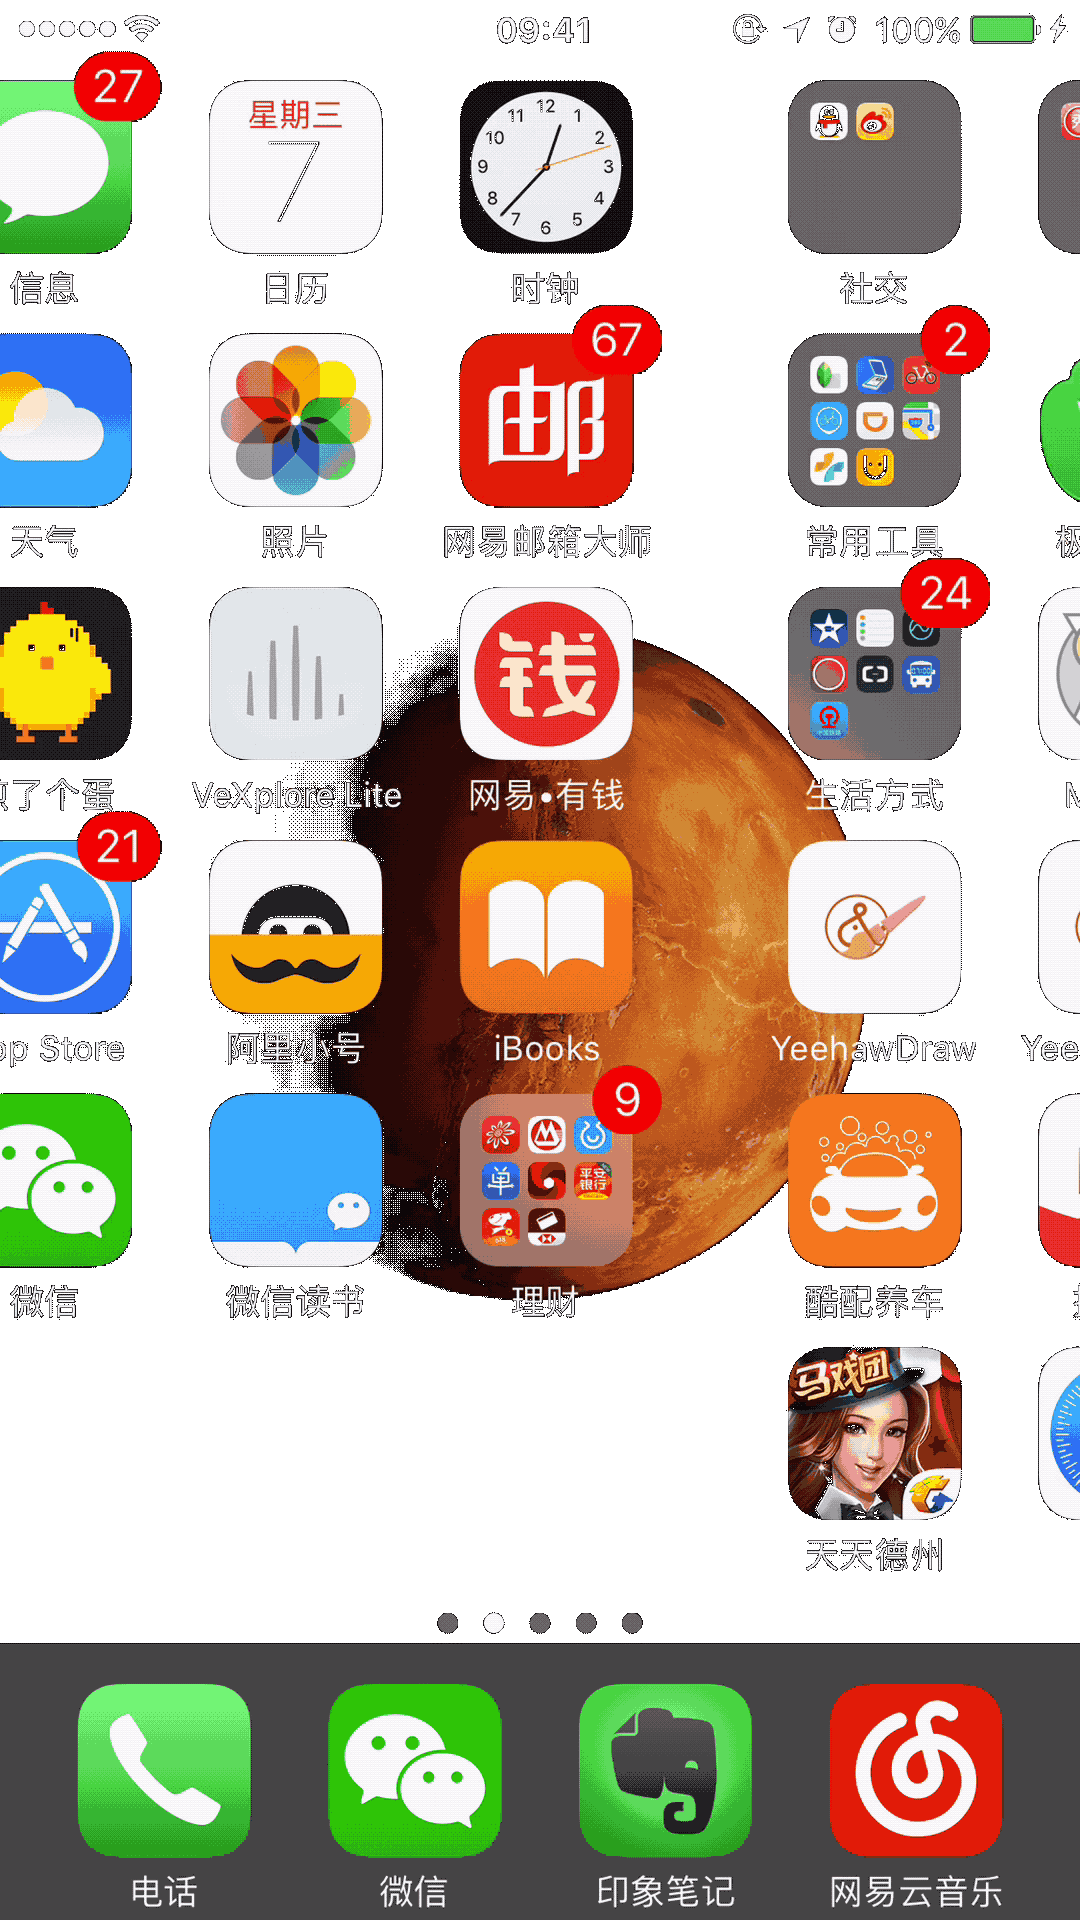 09:41 100%
27
星期三
7
12 1 2 3 4 5 6 7 8 9 10 11
信息 日历 时钟 社交
67 2
邮
天气 照片 网易邮箱大师 常用工具
24
钱
了个蛋 VeXplore Lite 网易•有钱 生活方式 M
21
pp Store 阿里小号 iBooks YeehawDraw Yee
9
单 平安银行
微信 微信读书 理财 酷配养车
马戏团
天天德州
电话 微信 印象笔记 网易云音乐